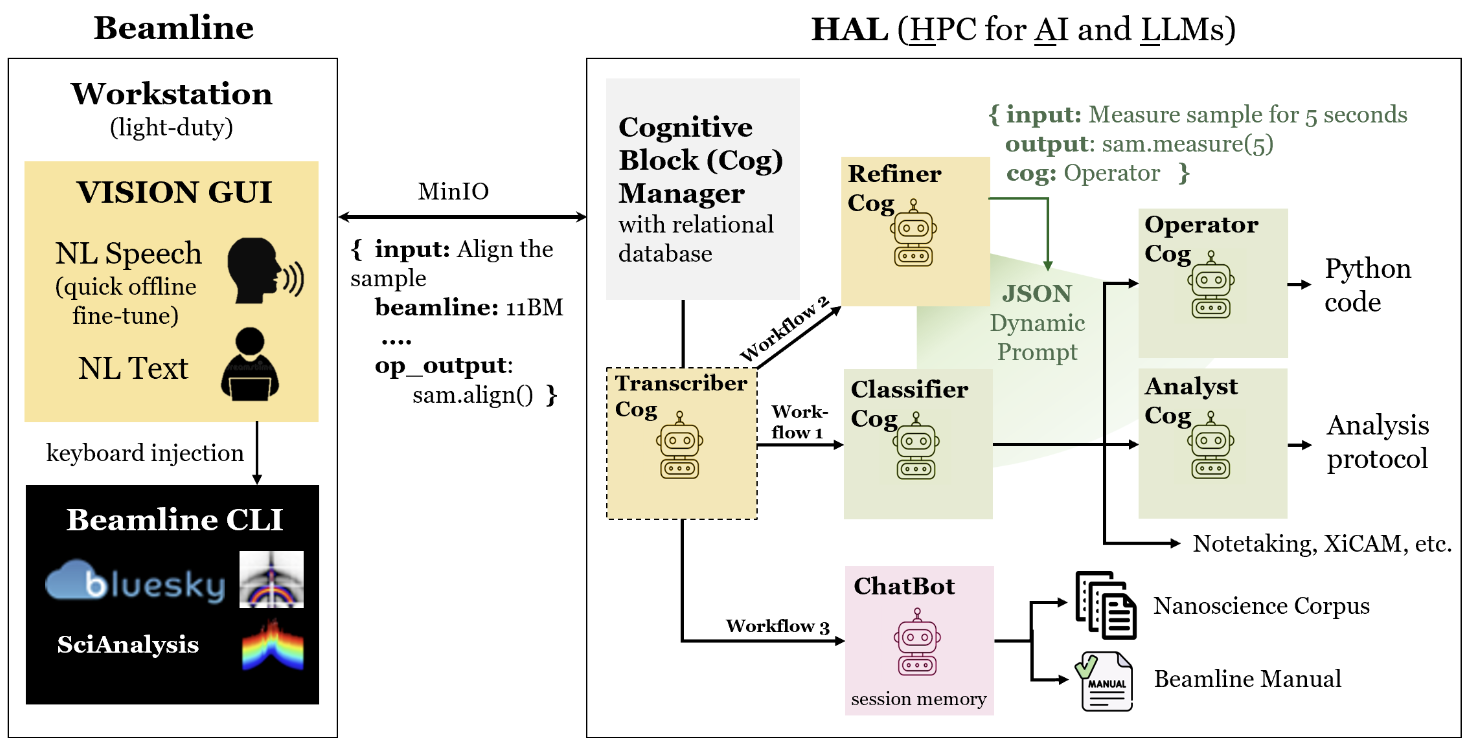 Beamline
Workstation
(light-duty)
VISION GUI
NL Speech
(quick offline
fine-tune)
NL Text
keyboard injection
Beamline CLI
bluesky
SciAnalysis
MinIO
{ input: Align the
sample
beamline: 11BM
....
op_output:
sam.align() }
HAL (HPC for AI and LLMs)
Cognitive
Block (Cog)
Manager
with relational
database
{ input: Measure sample for 5 seconds
output: sam.measure(5)
cog: Operator }
Refiner
Cog
JSON
Dynamic
Prompt
Operator
Cog
Python
code
Workflow 2
Transcriber
Cog
Work-
flow 1
Classifier
Cog
Analyst
Cog
Analysis
protocol
Notetaking, XiCAM, etc.
Workflow 3
ChatBot
session memory
Nanoscience Corpus
MANUAL
Beamline Manual